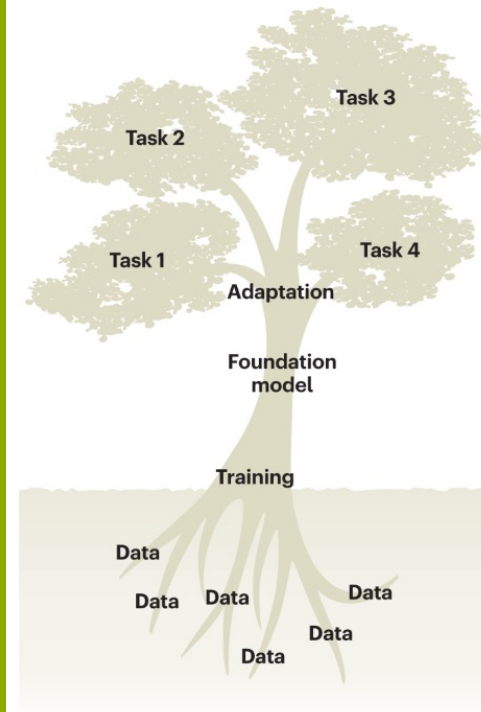 Task 3
Task 2
Task 1
Task 4
Adaptation
Foundation
model
Training
Data
Data
Data
Data
Data
Data